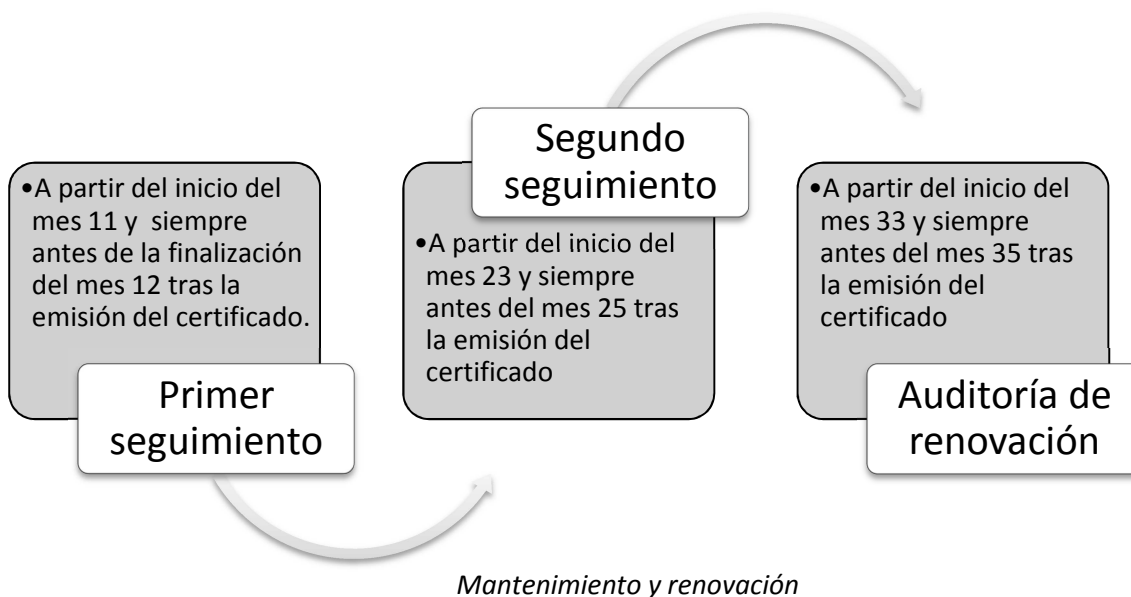 •A partir del inicio del
mes 11 y  siempre
antes de la finalización
del mes 12 tras la
emisión del certificado.
Primer
seguimiento
Segundo
seguimiento
•A partir del inicio del
mes 23 y siempre
antes del mes 25 tras
la emisión del
certificado
•A partir del inicio del
mes 33 y siempre
antes del mes 35 tras
la emisión del
certificado
Auditoría de
renovación
Mantenimiento y renovación